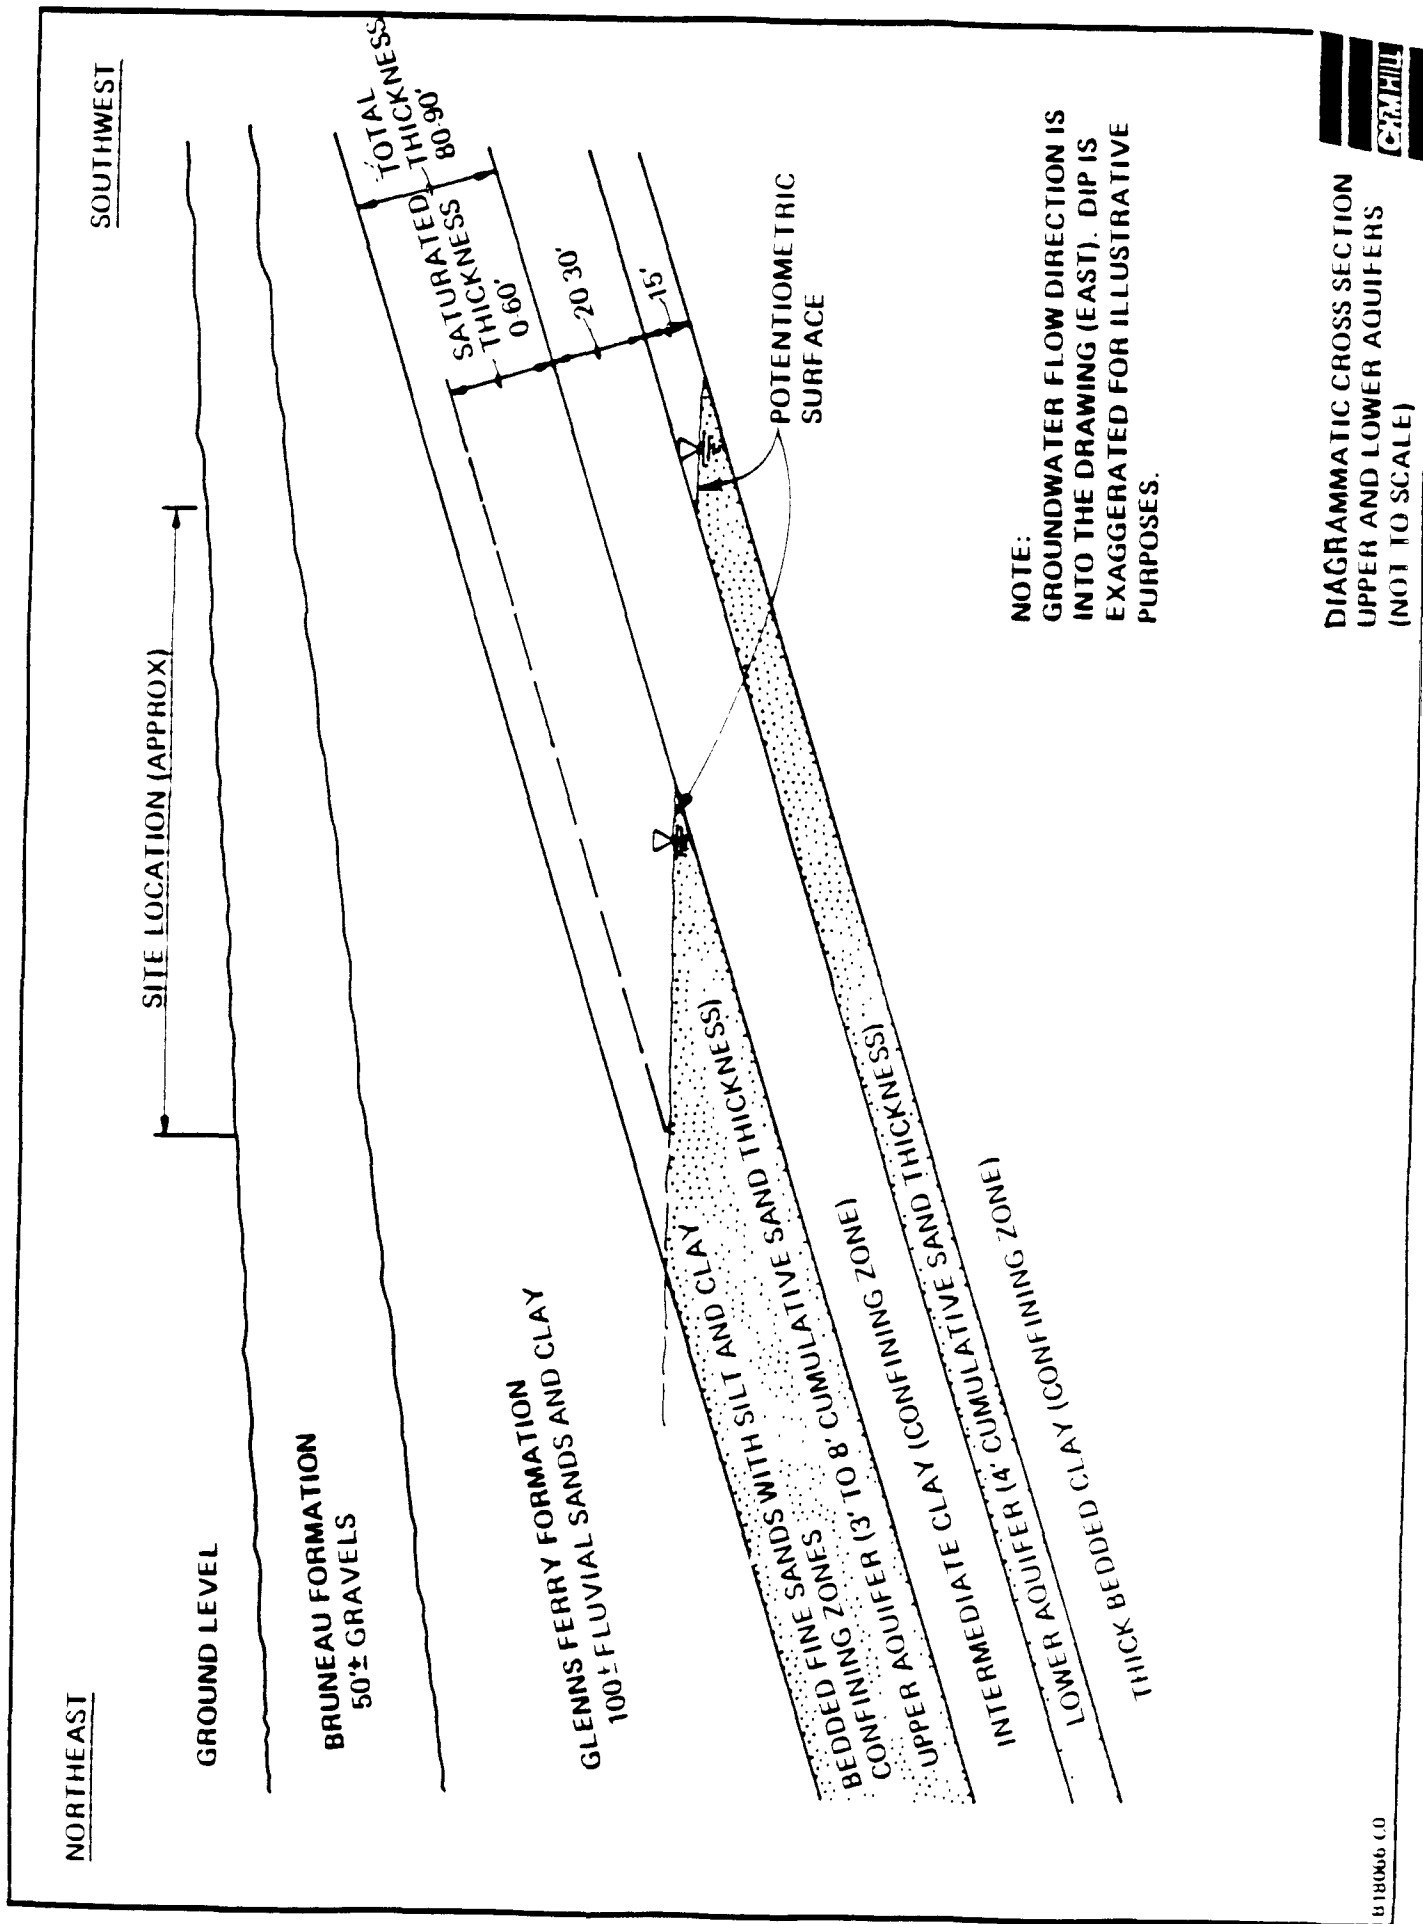 NORTHEAST
SOUTHWEST
SITE LOCATION (APPROX)
GROUND LEVEL
BRUNEAU FORMATION
50'± GRAVELS
GLENNS FERRY FORMATION
100± FLUVIAL SANDS AND CLAY
TOTAL
THICKNESS
80-90'
SATURATED
THICKNESS
0-60'
20 30'
15'
BEDDED FINE SANDS WITH SILT AND CLAY
CONFINING ZONES
UPPER AQUIFER (3' TO 8' CUMULATIVE SAND THICKNESS)
INTERMEDIATE CLAY (CONFINING ZONE)
LOWER AQUIFER (4' CUMULATIVE SAND THICKNESS)
THICK BEDDED CLAY (CONFINING ZONE)
POTENTIOMETRIC
SURFACE
NOTE:
GROUNDWATER FLOW DIRECTION IS
INTO THE DRAWING (EAST). DIP IS
EXAGGERATED FOR ILLUSTRATIVE
PURPOSES.
DIAGRAMMATIC CROSS SECTION
UPPER AND LOWER AQUIFERS
(NOT TO SCALE)
CH2M HILL